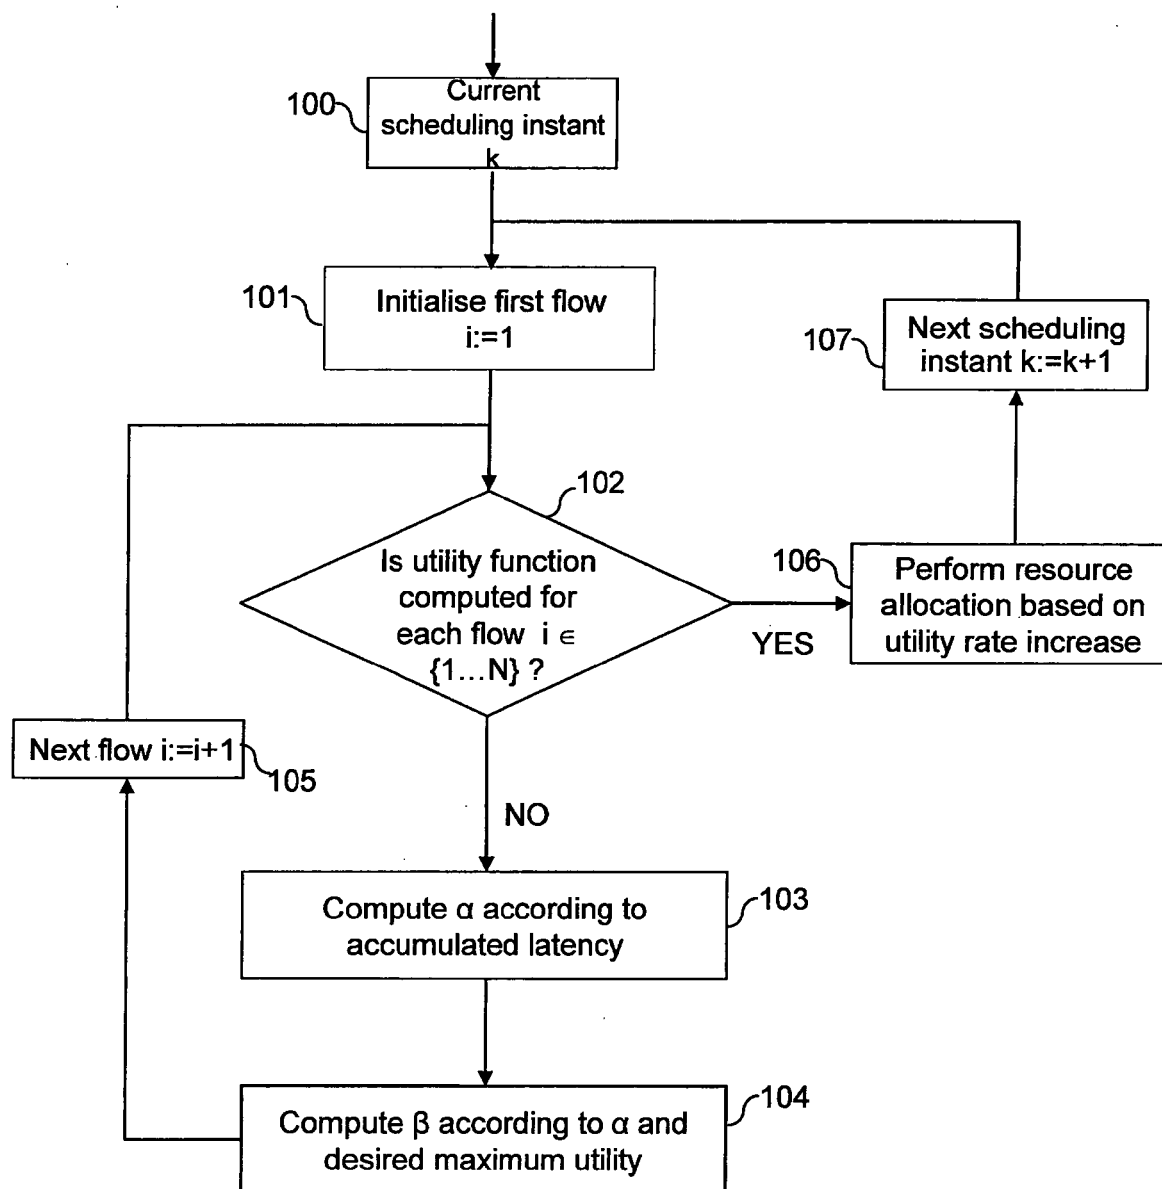 100
Current
scheduling instant
k
101
Initialise first flow
i:=1
107
Next scheduling
instant k:=k+1
102
Is utility function
computed for
each flow i ∈
{1...N} ?
YES
106
Perform resource
allocation based on
utility rate increase
Next flow i:=i+1
105
NO
Compute α according to
accumulated latency
103
Compute β according to α and
desired maximum utility
104